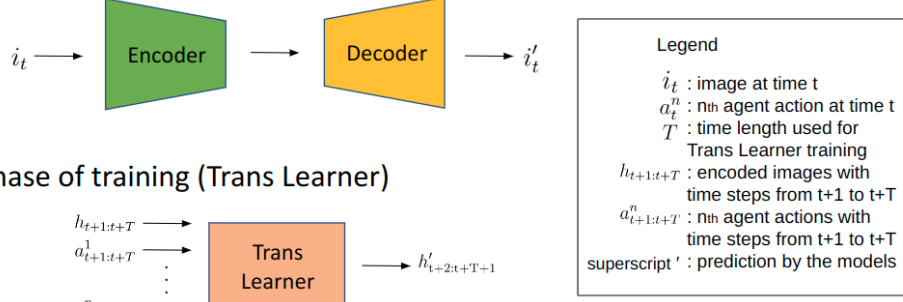 i_t → Encoder → Decoder → i'_t
hase of training (Trans Learner)
h_{t+1:t+T}
a^1_{t+1:t+T}
⋮
Trans
Learner
h'_{t+2:t+T+1}
Legend
i_t : image at time t
a^n_t : nth agent action at time t
T : time length used for
Trans Learner training
h_{t+1:t+T} : encoded images with
time steps from t+1 to t+T
a^n_{t+1:t+T} : nth agent actions with
time steps from t+1 to t+T
superscript ' : prediction by the models